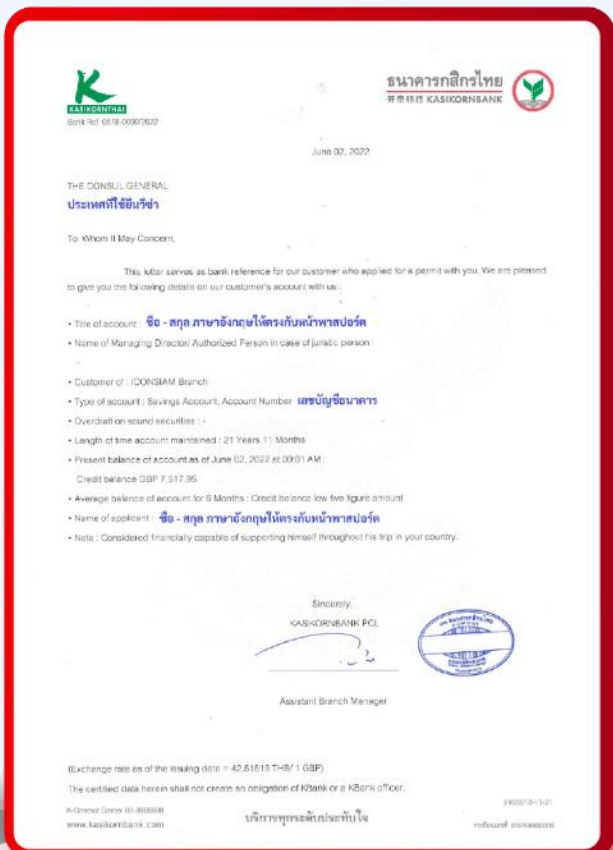 KASIKORNTHAI
Bank Ref. 0578-0090/2022
ธนาคารกสิกรไทย
开泰银行 KASIKORNBANK
June 02, 2022
THE CONSUL GENERAL
ประเทศที่ใช้ยื่นวีซ่า
To Whom It May Concern,
This letter serves as bank reference for our customer who applied for a permit with you. We are pleased
to give you the following details on our customer's account with us :
• Title of account : ชื่อ - สกุล ภาษาอังกฤษให้ตรงกับหน้าพาสปอร์ต
• Name of Managing Director/ Authorized Person in case of juristic person :
-
• Customer of : ICONSIAM Branch
• Type of account : Savings Account, Account Number เลขบัญชีธนาคาร
• Overdraft on sound securities : -
• Length of time account maintained : 21 Years 11 Months
• Present balance of account as of June 02, 2022 at 09:01 AM :
Credit balance GBP 7,517.95
• Average balance of account for 6 Months : Credit balance low five figure amount
• Name of applicant : ชื่อ - สกุล ภาษาอังกฤษให้ตรงกับหน้าพาสปอร์ต
• Note : Considered financially capable of supporting himself throughout his trip in your country.
Sincerely,
KASIKORNBANK PCL
Assistant Branch Manager
(Exchange rate as of the issuing date = 42.51513 THB/ 1 GBP)
The certified data herein shall not create an obligation of KBank or a KBank officer.
K-Contact Center 02-8888888
www.kasikornbank.com
บริการทุกระดับประทับใจ